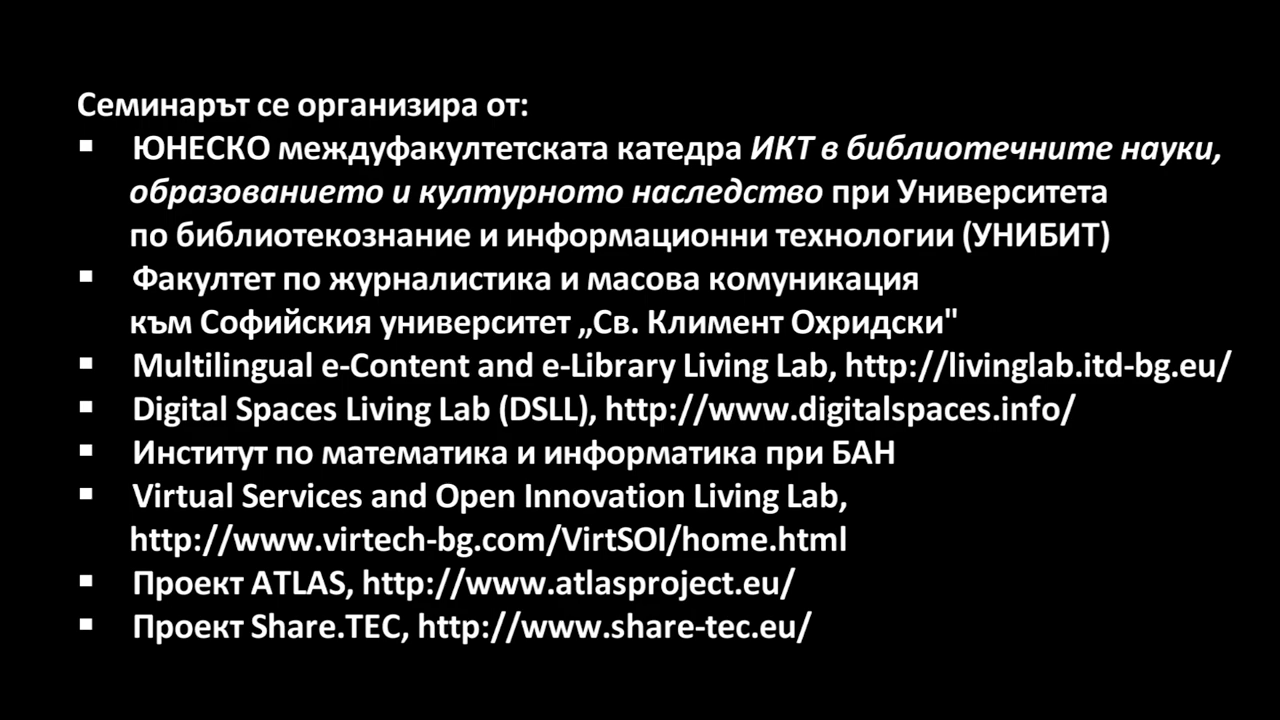 Семинарът се организира от:
▪ ЮНЕСКО междуфакултетската катедра ИКТ в библиотечните науки,
образованието и културното наследство при Университета
по библиотекознание и информационни технологии (УНИБИТ)
▪ Факултет по журналистика и масова комуникация
към Софийския университет „Св. Климент Охридски"
▪ Multilingual e-Content and e-Library Living Lab, http://livinglab.itd-bg.eu/
▪ Digital Spaces Living Lab (DSLL), http://www.digitalspaces.info/
▪ Институт по математика и информатика при БАН
▪ Virtual Services and Open Innovation Living Lab,
http://www.virtech-bg.com/VirtSOI/home.html
▪ Проект ATLAS, http://www.atlasproject.eu/
▪ Проект Share.TEC, http://www.share-tec.eu/